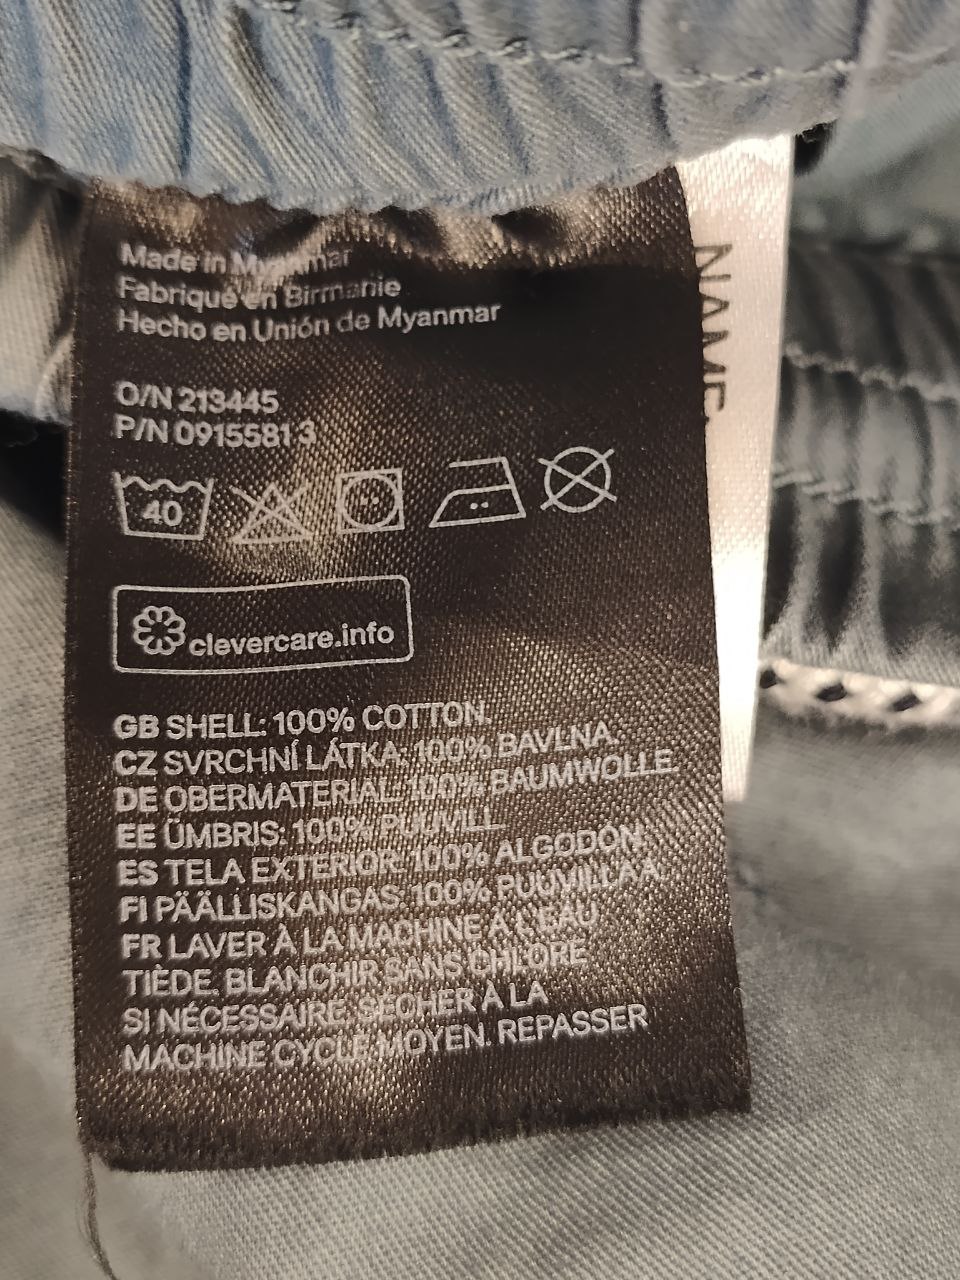 Made in Myanmar
Fabriqué en Birmanie
Hecho en Unión de Myanmar
O/N 213445
P/N 0915581 3
40
clevercare.info
GB SHELL: 100% COTTON.
CZ SVRCHNÍ LÁTKA: 100% BAVLNA.
DE OBERMATERIAL: 100% BAUMWOLLE.
EE ÜMBRIS: 100% PUUVILL.
ES TELA EXTERIOR: 100% ALGODÓN.
FI PÄÄLLISKANGAS: 100% PUUVILLAA
FR LAVER À LA MACHINE À L'EAU
TIÈDE. BLANCHIR SANS CHLORE
SI NÉCESSAIRE. SÉCHER À LA
MACHINE CYCLE MOYEN. REPASSER
NAME: